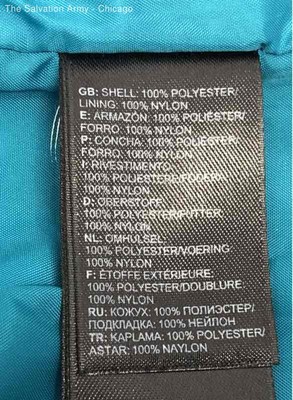 The Salvation Army - Chicago
GB: SHELL: 100% POLYESTER/
LINING: 100% NYLON
E: ARMAZÓN: 100% POLIÉSTER/
FORRO: 100% NYLON
P: CONCHA: 100% POLIÉSTER/
FORRO: 100% NYLON
I: RIVESTIMENTO:
100% POLIESTERE/FODERA:
100% NYLON
D: OBERSTOFF:
100% POLYESTER/FUTTER:
100% NYLON
NL: OMHULSEL:
100% POLYESTER/VOERING:
100% NYLON
F: ÉTOFFE EXTÉRIEURE:
100% POLYESTER/DOUBLURE:
100% NYLON
RU: КОЖУХ: 100% ПОЛИЭСТЕР/
ПОДКЛАДКА: 100% НЕЙЛОН
TR: KAPLAMA: 100% POLYESTER/
ASTAR: 100% NAYLON